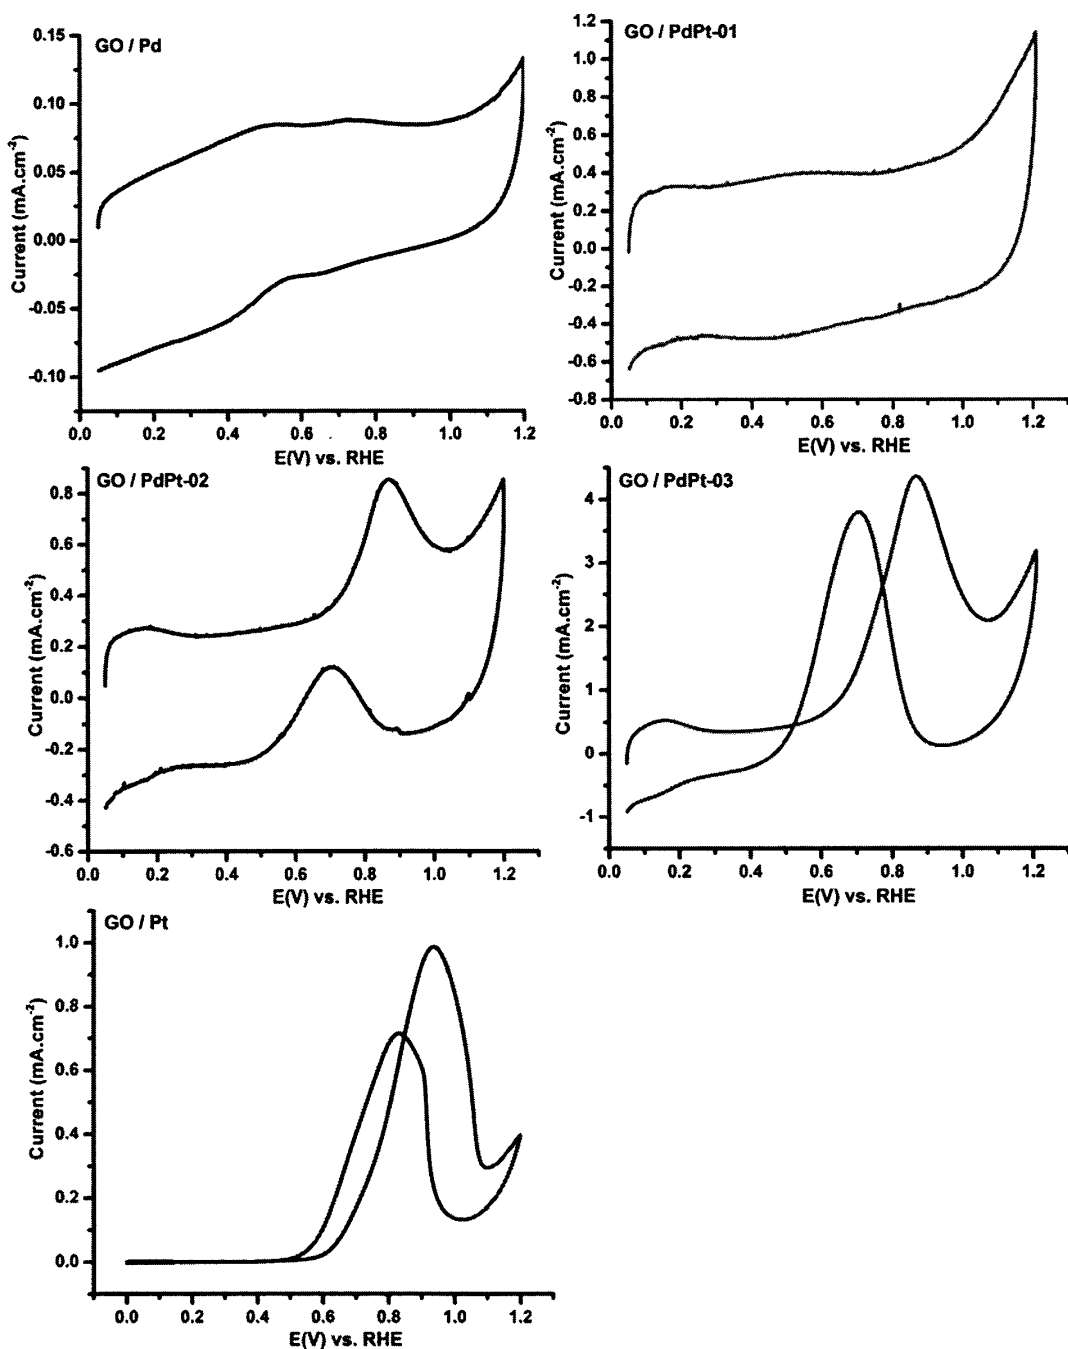 GO / Pd
0.15
0.10
0.05
0.00
-0.05
-0.10
Current (mA.cm-2)
0.0 0.2 0.4 0.6 0.8 1.0 1.2
E(V) vs. RHE
GO / PdPt-01
1.2
1.0
0.8
0.6
0.4
0.2
0.0
-0.2
-0.4
-0.6
-0.8
Current (mA.cm-2)
0.0 0.2 0.4 0.6 0.8 1.0 1.2
E(V) vs. RHE
GO / PdPt-02
0.8
0.6
0.4
0.2
0.0
-0.2
-0.4
-0.6
Current (mA.cm-2)
0.0 0.2 0.4 0.6 0.8 1.0 1.2
E(V) vs. RHE
GO / PdPt-03
4
3
2
1
0
-1
Current (mA.cm-2)
0.0 0.2 0.4 0.6 0.8 1.0 1.2
E(V) vs. RHE
GO / Pt
1.0
0.8
0.6
0.4
0.2
0.0
Current (mA.cm-2)
0.0 0.2 0.4 0.6 0.8 1.0 1.2
E(V) vs. RHE